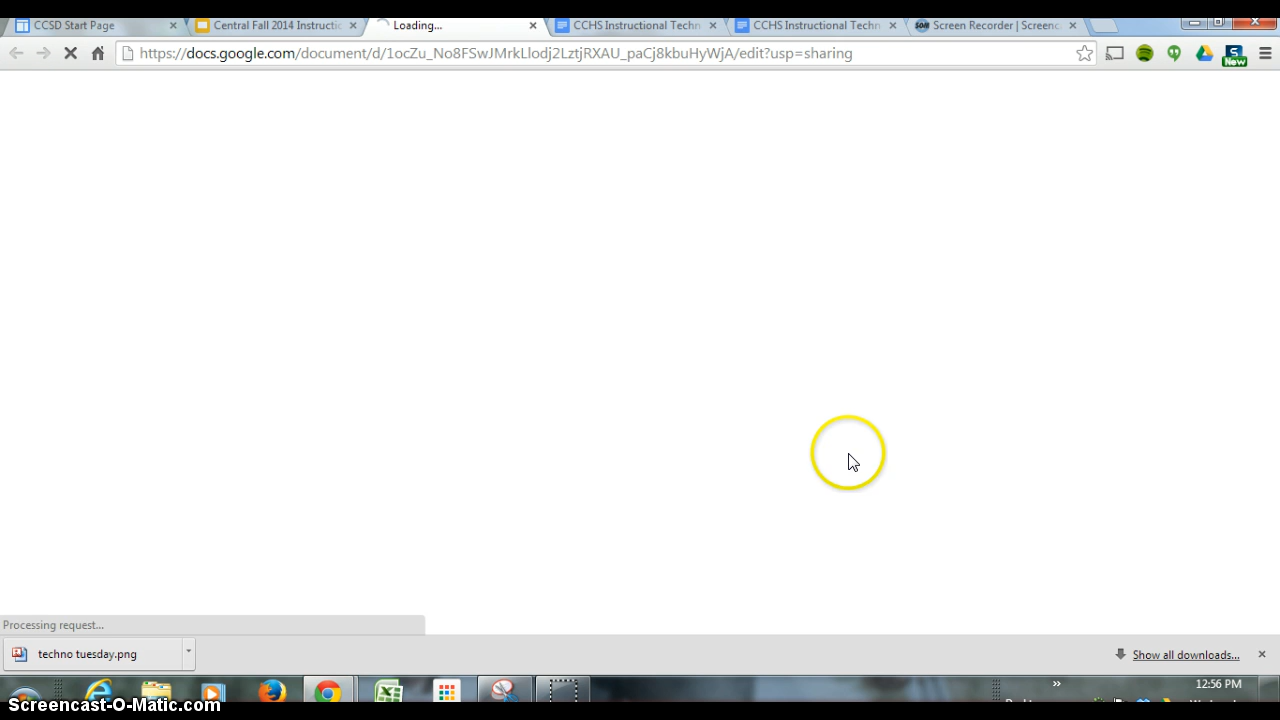 CCSD Start Page
Central Fall 2014 Instructic
Loading...
CCHS Instructional Techn
CCHS Instructional Techn
Screen Recorder | Screenc
https://docs.google.com/document/d/1ocZu_No8FSwJMrkLlodj2LztjRXAU_paCj8kbuHyWjA/edit?usp=sharing
New
Processing request...
techno tuesday.png
Show all downloads...
12:56 PM
Screencast-O-Matic.com